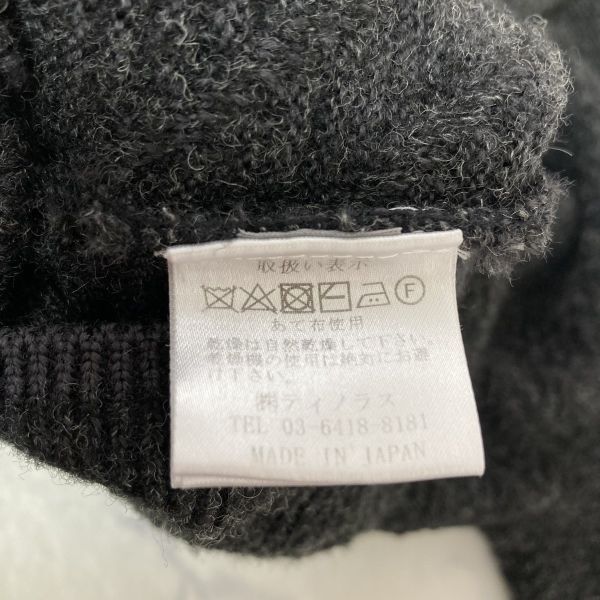 取扱い表示
F
あて布使用
乾燥は自然乾燥して下さい。
乾燥機の使用は絶対にお避
け下さい
㈱ティノラス
TEL 03-6418-8181
MADE IN JAPAN